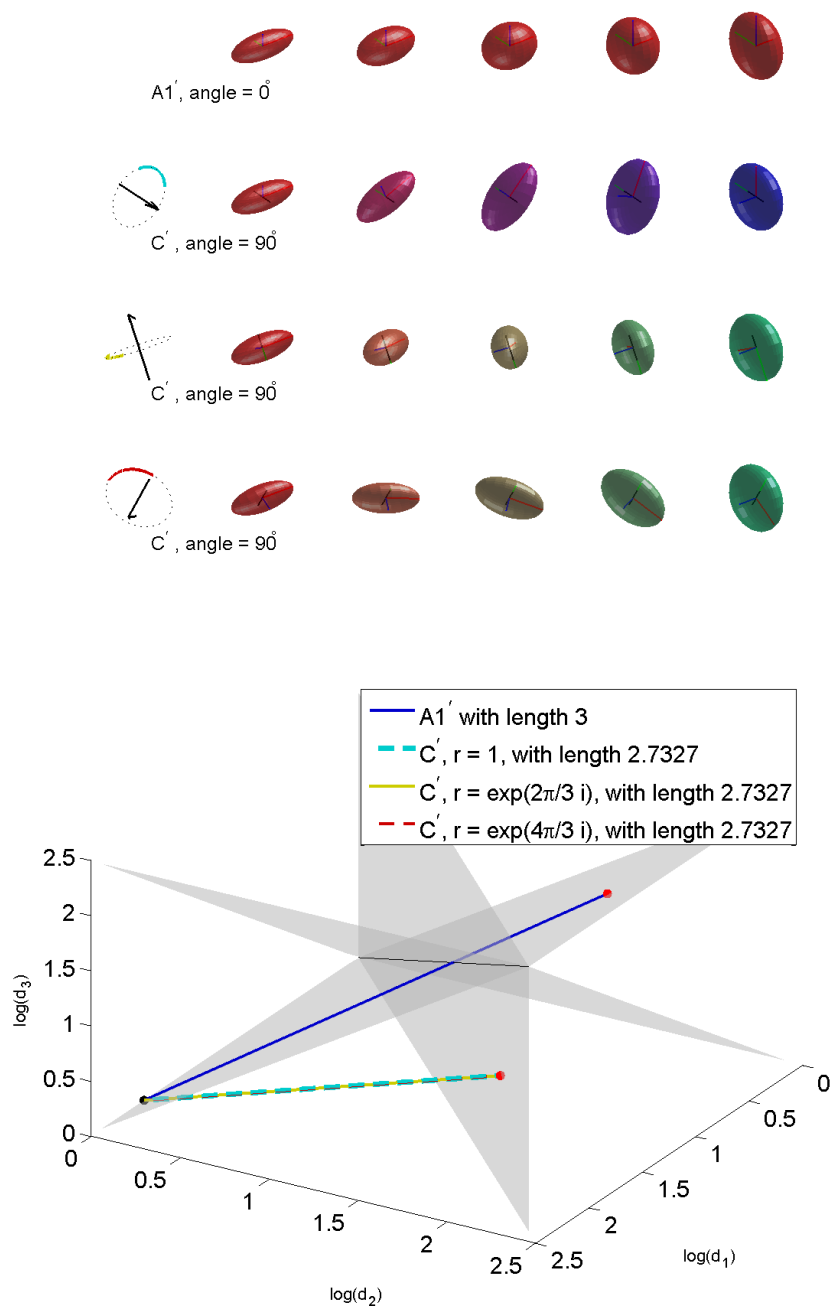 A1′, angle = 0°
C′, angle = 90°
C′, angle = 90°
C′, angle = 90°
A1′ with length 3
C′, r = 1, with length 2.7327
C′, r = exp(2π/3 i), with length 2.7327
C′, r = exp(4π/3 i), with length 2.7327
2.5
2
1.5
1
0.5
0
log(d₃)
0
0.5
1
1.5
2
2.5
log(d₂)
0
0.5
1
1.5
2
2.5
log(d₁)